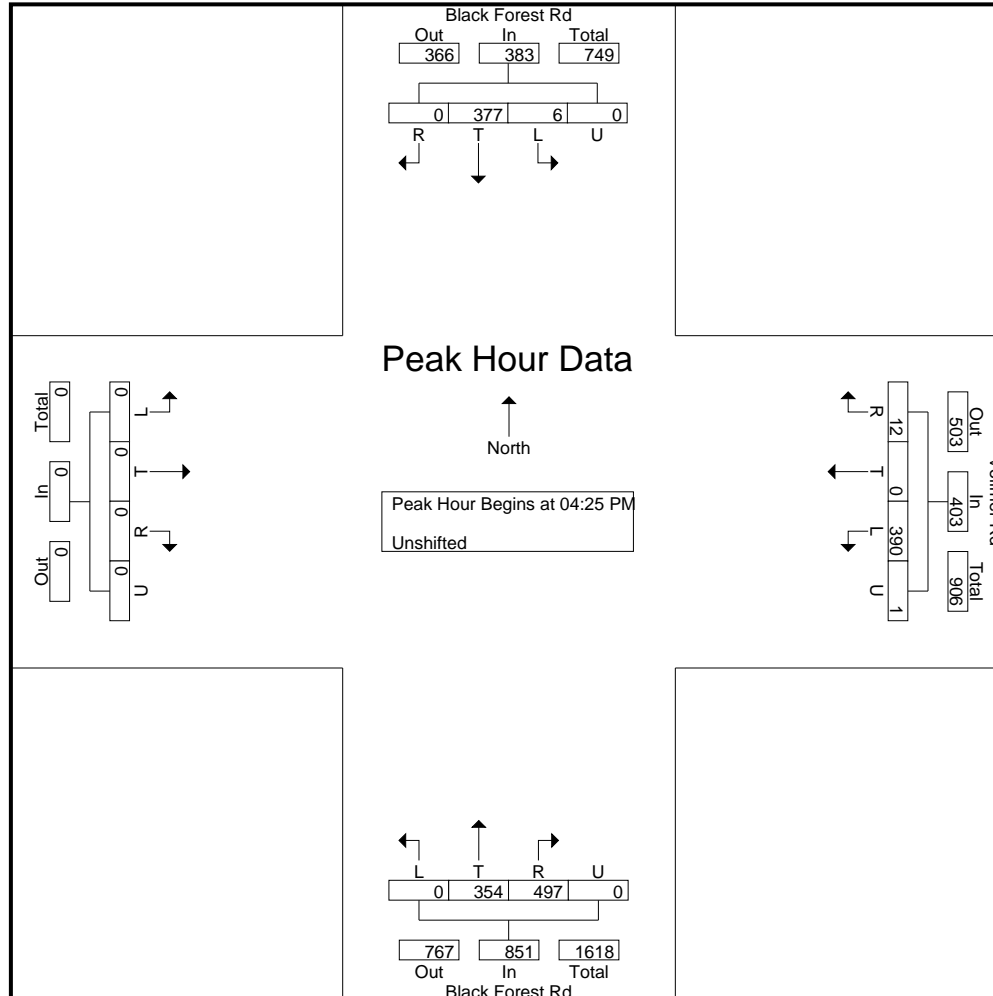 Black Forest Rd
Out In Total
366 383 749
0 377 6 0
R T L U
Peak Hour Data
North
Peak Hour Begins at 04:25 PM
Unshifted
Total In Out
0 0 0
0 0 0 0
L T R U
R T L U
12 0 390 1
Out In Total
503 403 906
Rd
L T R U
0 354 497 0
767 851 1618
Out In Total
Black Forest Rd